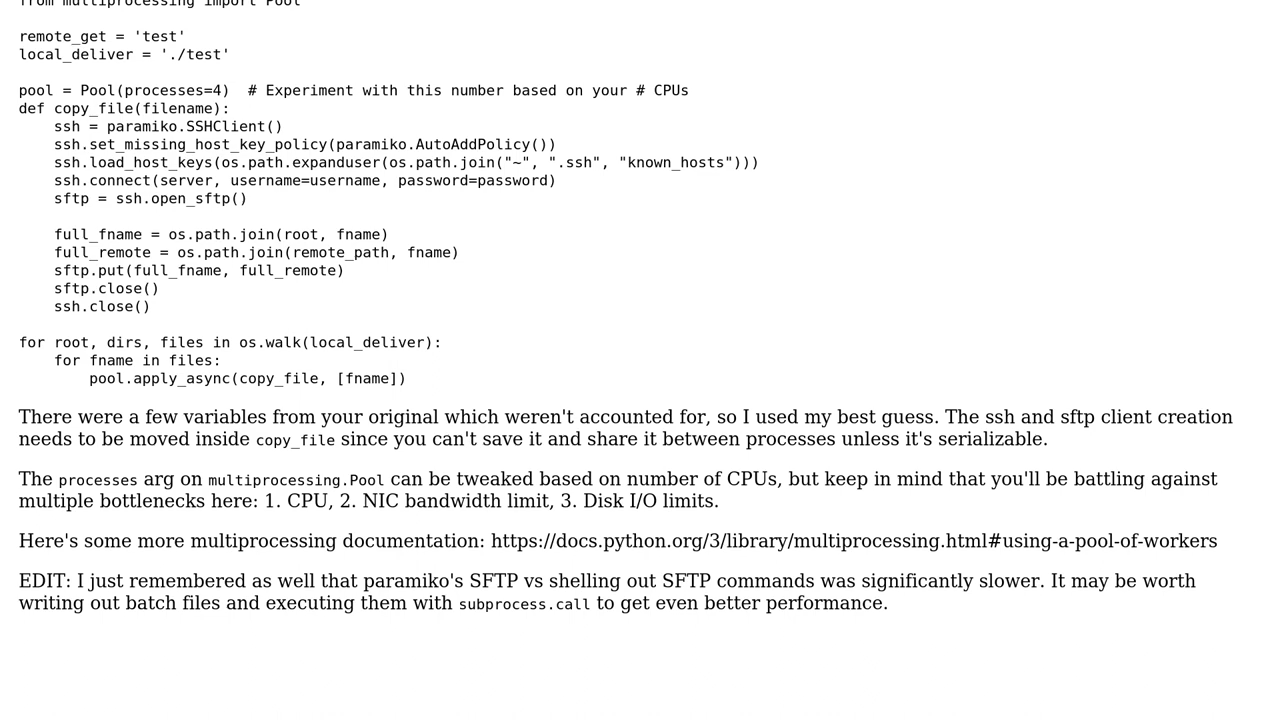 from multiprocessing import Pool
remote_get = 'test'
local_deliver = './test'
pool = Pool(processes=4)  # Experiment with this number based on your # CPUs
def copy_file(filename):
    ssh = paramiko.SSHClient()
    ssh.set_missing_host_key_policy(paramiko.AutoAddPolicy())
    ssh.load_host_keys(os.path.expanduser(os.path.join("~", ".ssh", "known_hosts")))
    ssh.connect(server, username=username, password=password)
    sftp = ssh.open_sftp()
    full_fname = os.path.join(root, fname)
    full_remote = os.path.join(remote_path, fname)
    sftp.put(full_fname, full_remote)
    sftp.close()
    ssh.close()
for root, dirs, files in os.walk(local_deliver):
    for fname in files:
        pool.apply_async(copy_file, [fname])
There were a few variables from your original which weren't accounted for, so I used my best guess. The ssh and sftp client creation
needs to be moved inside copy_file since you can't save it and share it between processes unless it's serializable.
The processes arg on multiprocessing.Pool can be tweaked based on number of CPUs, but keep in mind that you'll be battling against
multiple bottlenecks here: 1. CPU, 2. NIC bandwidth limit, 3. Disk I/O limits.
Here's some more multiprocessing documentation: https://docs.python.org/3/library/multiprocessing.html#using-a-pool-of-workers
EDIT: I just remembered as well that paramiko's SFTP vs shelling out SFTP commands was significantly slower. It may be worth
writing out batch files and executing them with subprocess.call to get even better performance.